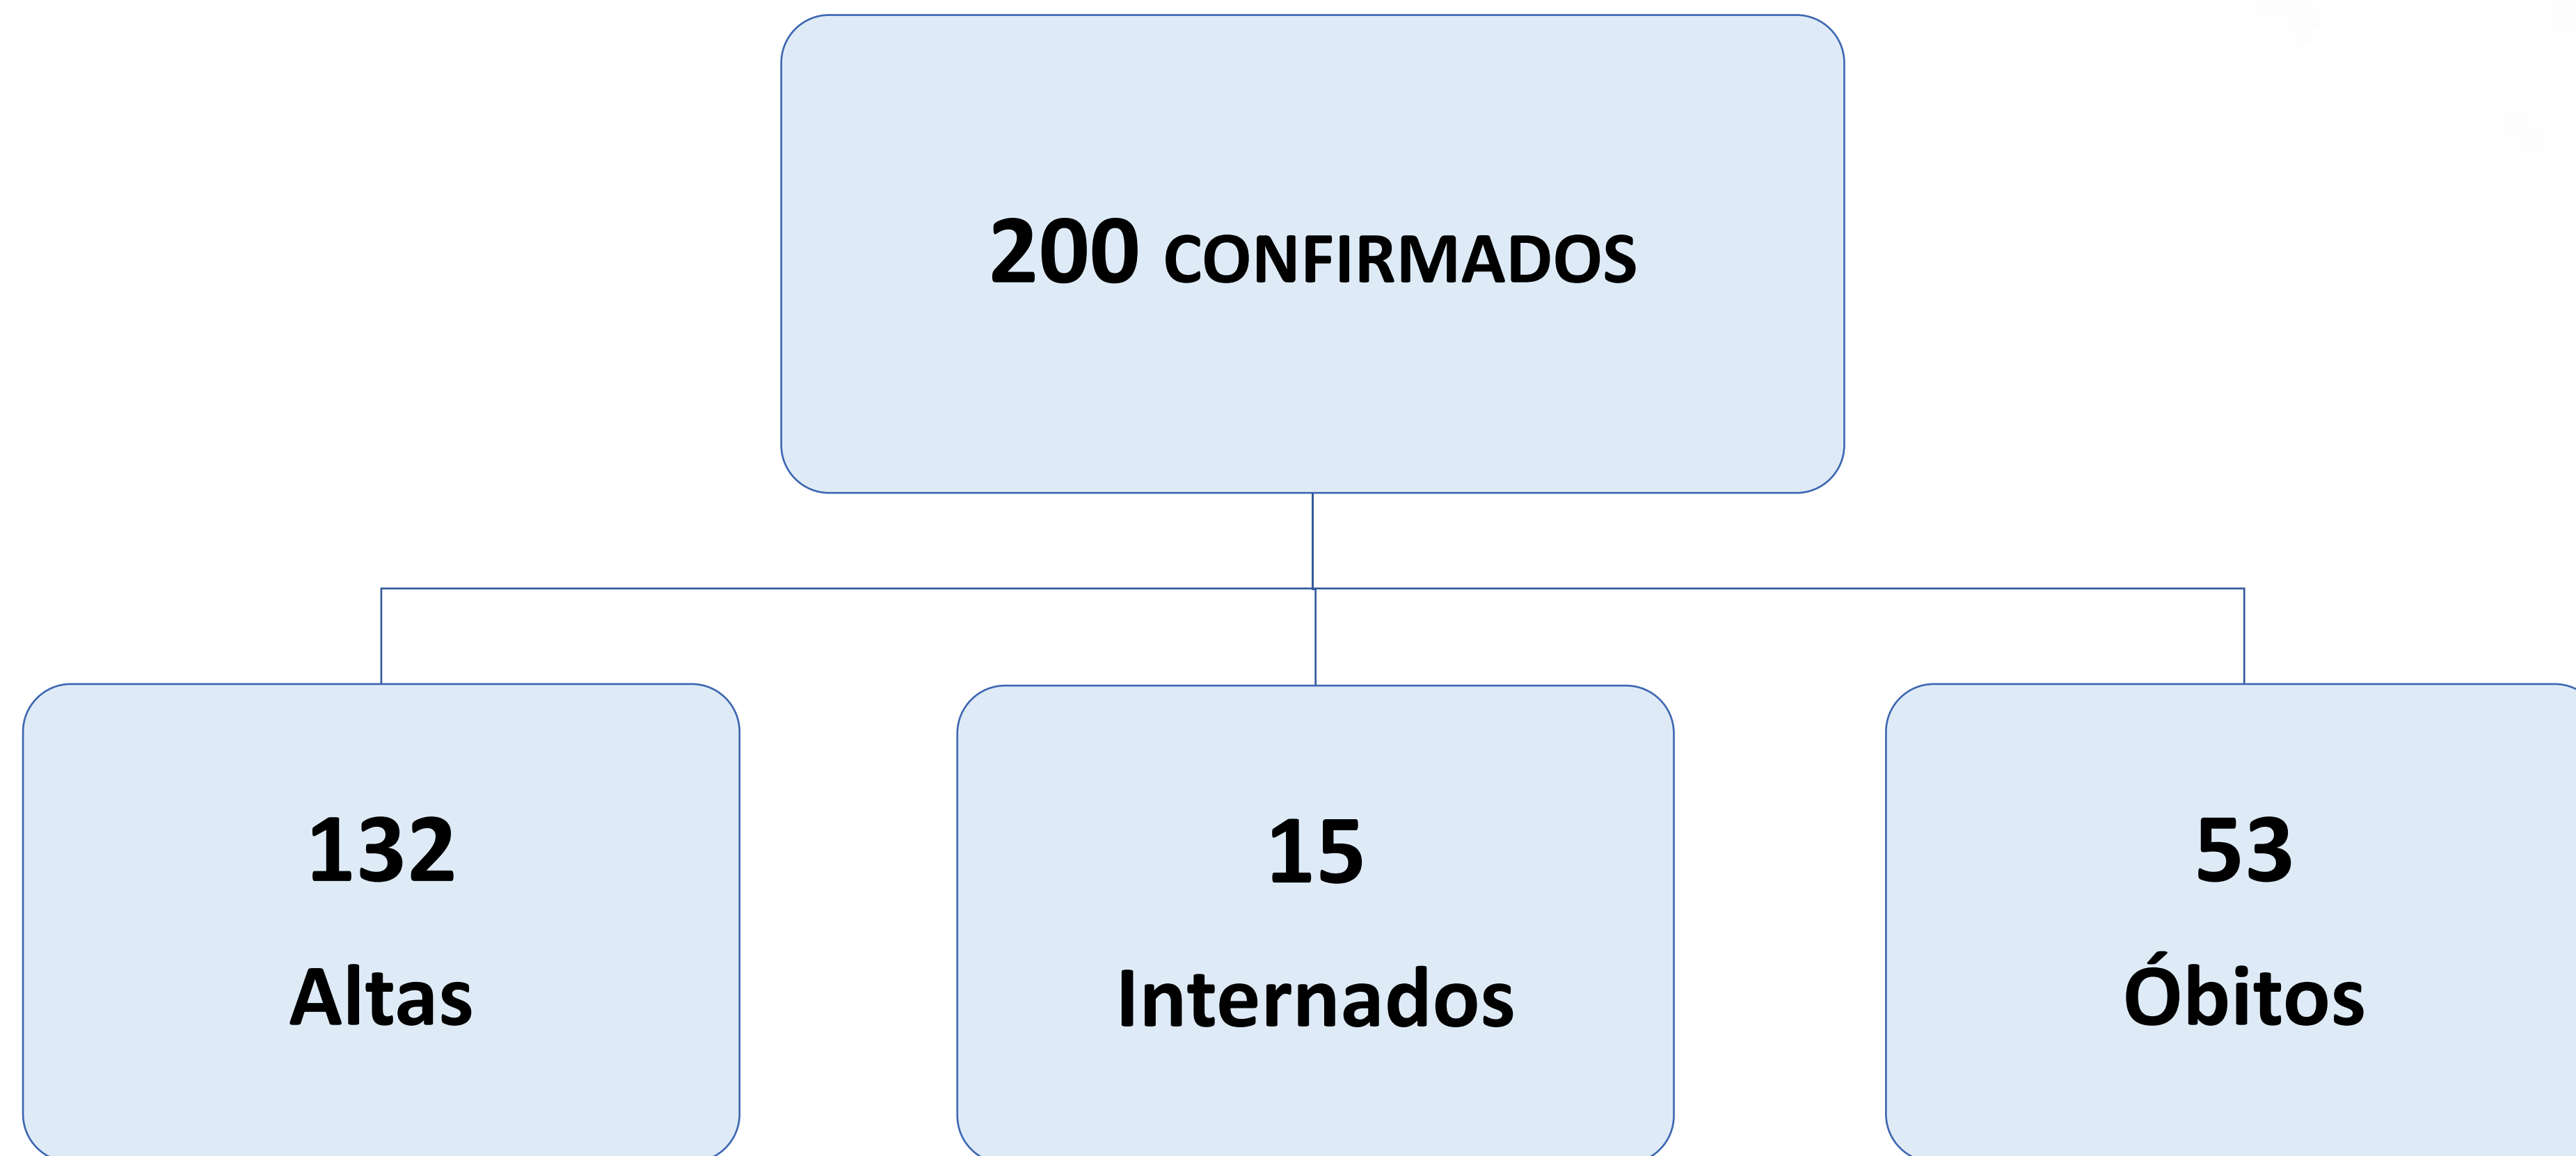 200 CONFIRMADOS
132
Altas
15
Internados
53
Óbitos